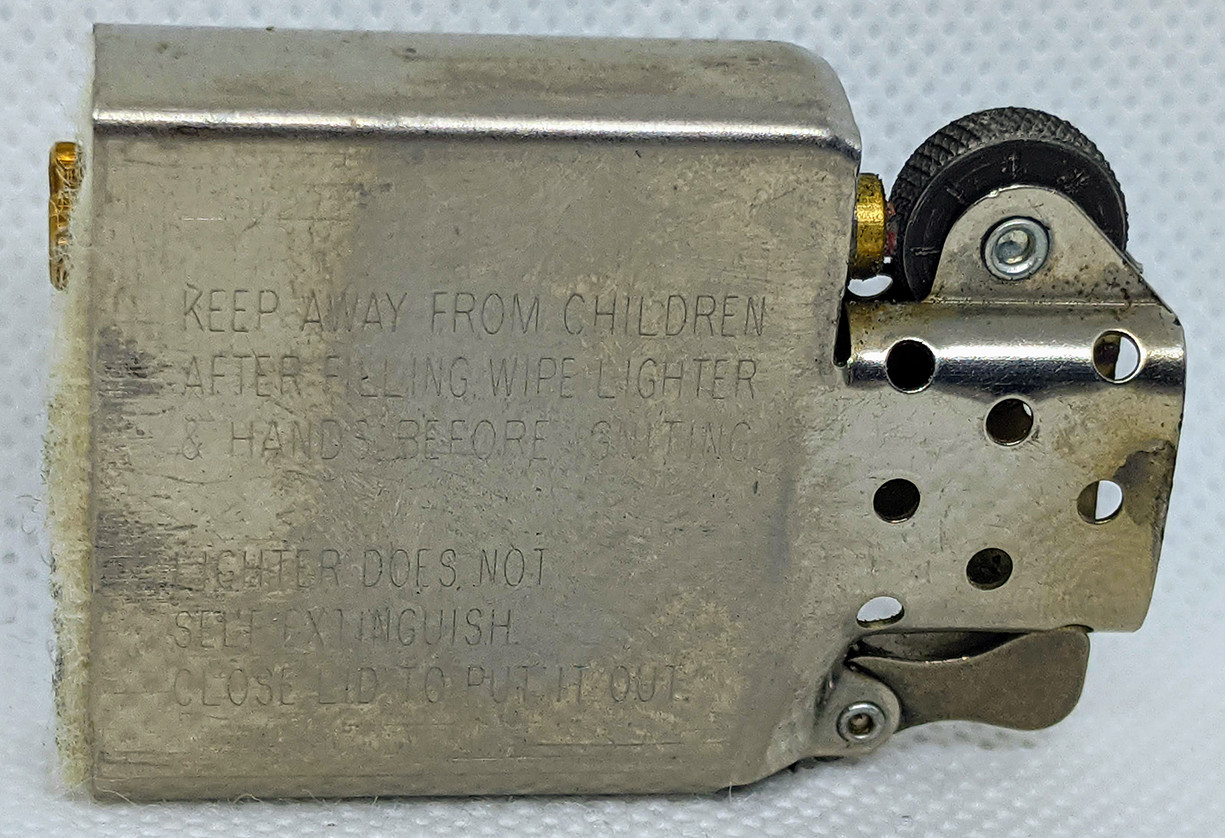 KEEP AWAY FROM CHILDREN
AFTER FILLING, WIPE LIGHTER
& HANDS BEFORE IGNITING.
LIGHTER DOES NOT
SELF EXTINGUISH.
CLOSE LID TO PUT IT OUT.